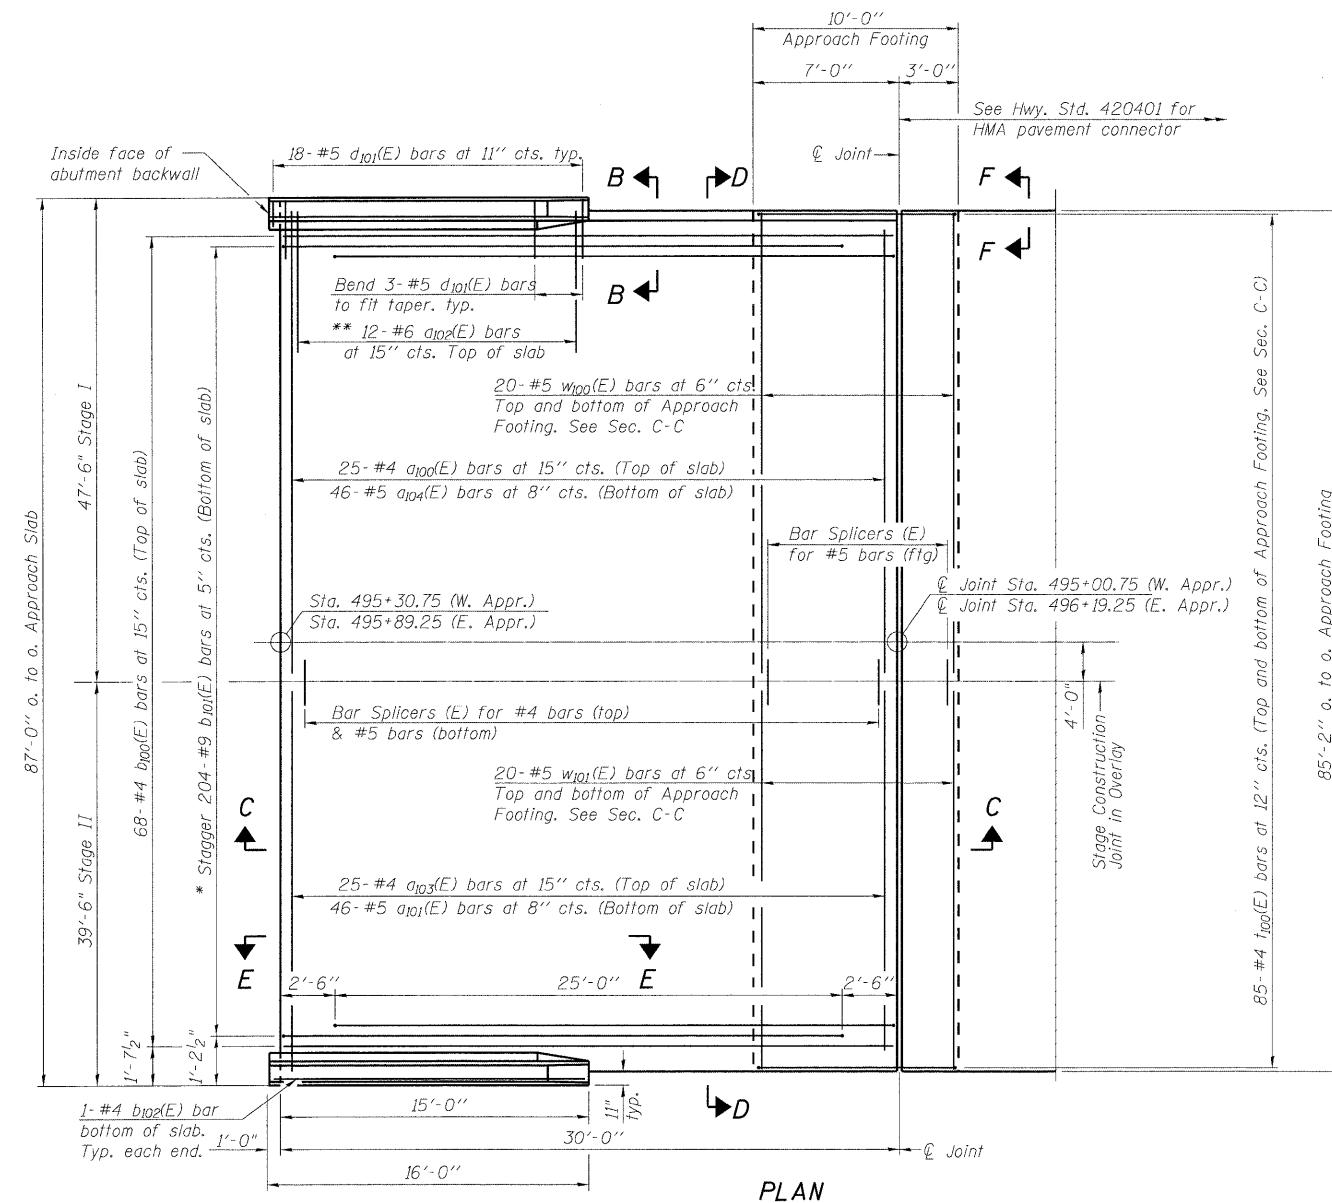 10'-0''
Approach Footing
7'-0''
3'-0''
See Hwy. Std. 420401 for
HMA pavement connector
℄ Joint
Inside face of
abutment backwall
18-#5 d101(E) bars at 11'' cts. typ.
B
D
F
F
B
Bend 3-#5 d101(E) bars
to fit taper. typ.
** 12-#6 a102(E) bars
at 15'' cts. Top of slab
20-#5 w100(E) bars at 6'' cts.
Top and bottom of Approach
Footing. See Sec. C-C
25-#4 a100(E) bars at 15'' cts. (Top of slab)
46-#5 a104(E) bars at 8'' cts. (Bottom of slab)
Bar Splicers (E)
for #5 bars (ftg)
Sta. 495+30.75 (W. Appr.)
Sta. 495+89.25 (E. Appr.)
℄ Joint Sta. 495+00.75 (W. Appr.)
℄ Joint Sta. 496+19.25 (E. Appr.)
87'-0'' o. to o. Approach Slab
47'-6" Stage I
39'-6" Stage II
68-#4 b100(E) bars at 15'' cts. (Top of slab)
* Stagger 204-#9 b101(E) bars at 5'' cts. (Bottom of slab)
85-#4 t100(E) bars at 12'' cts. (Top and bottom of Approach Footing, See Sec. C-C)
85'-2'' o. to o. Approach Footing
4'-0"
Stage Construction
Joint in Overlay
Bar Splicers (E) for #4 bars (top)
& #5 bars (bottom)
20-#5 w101(E) bars at 6'' cts.
Top and bottom of Approach
Footing. See Sec. C-C
C
C
25-#4 a103(E) bars at 15'' cts. (Top of slab)
46-#5 a101(E) bars at 8'' cts. (Bottom of slab)
E
E
2'-6''
25'-0''
2'-6''
1'-7½"
1'-2½"
1-#4 b102(E) bar
bottom of slab.
Typ. each end.
15'-0''
11"
typ.
D
1'-0''
30'-0''
℄ Joint
16'-0''
PLAN